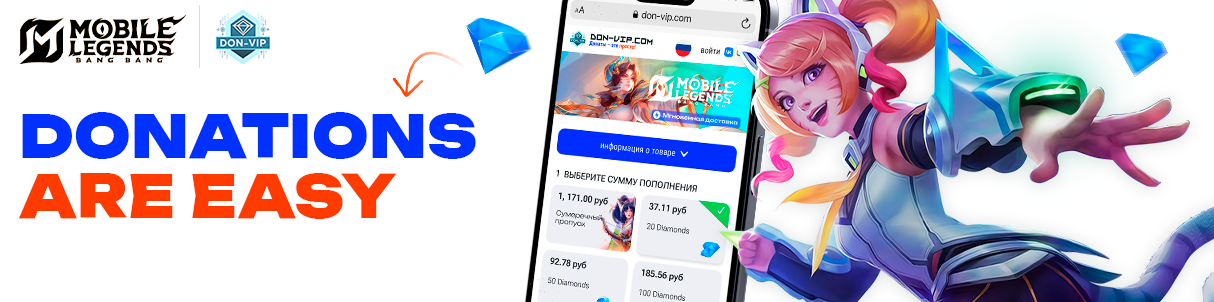 MOBILE
LEGENDS
BANG BANG
DON-VIP
DONATIONS
ARE EASY
AA
don-vip.com
DON-VIP.COM
Донаты - это просто!
ВОЙТИ
MOBILE
LEGENDS
Мгновенная доставка
информация о товаре
1 ВЫБЕРИТЕ СУММУ ПОПОЛНЕНИЯ
1, 171.00 руб
Сумеречный
пропуск
37.11 руб
20 Diamonds
92.78 руб
50 Diamonds
185.56 руб
100 Diamonds